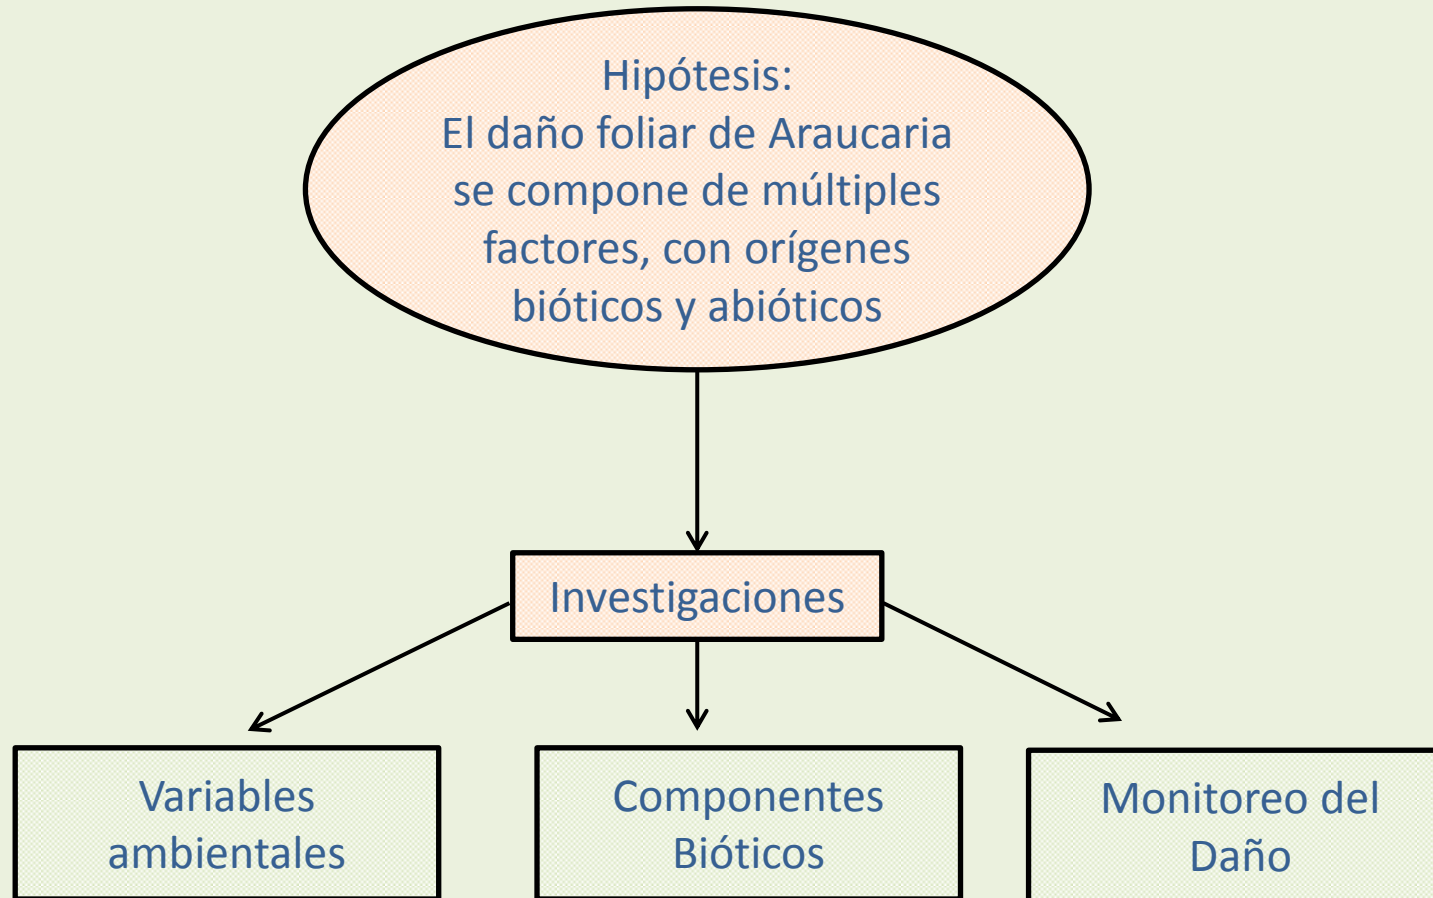 Hipótesis:
El daño foliar de Araucaria
se compone de múltiples
factores, con orígenes
bióticos y abióticos
Investigaciones
Variables
ambientales
Componentes
Bióticos
Monitoreo del
Daño